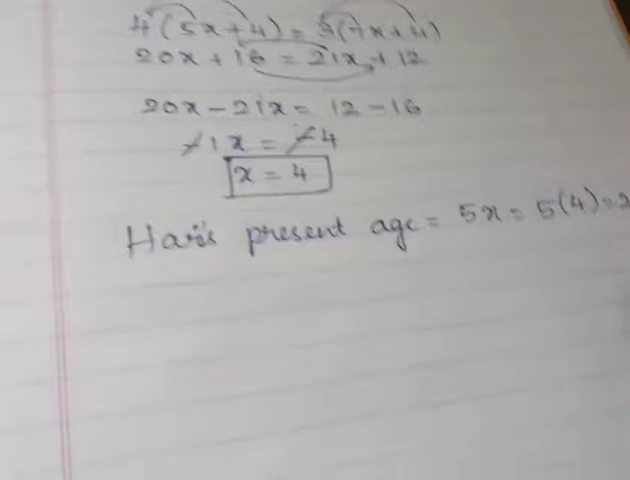 4(5x+4) = 3(7x+4)
20x + 16 = 21x + 12
20x - 21x = 12 - 16
-1x = -4
x = 4
Hari's present age = 5x = 5(4) = 2